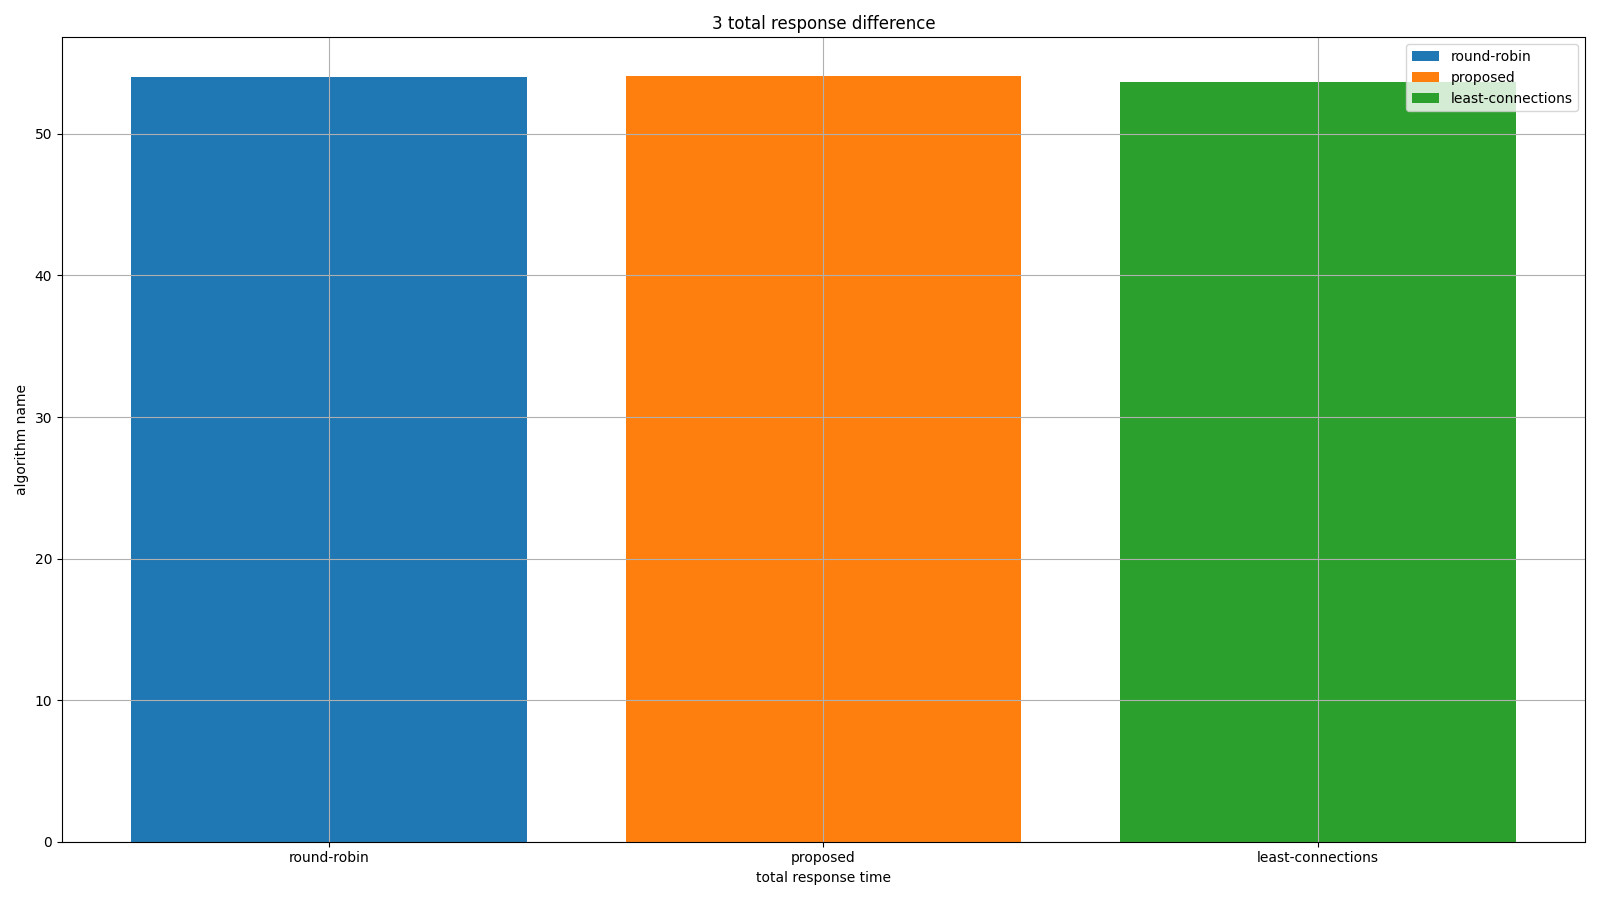 3 total response difference
round-robin
proposed
least-connections
50
40
30
20
10
0
algorithm name
round-robin
proposed
least-connections
total response time